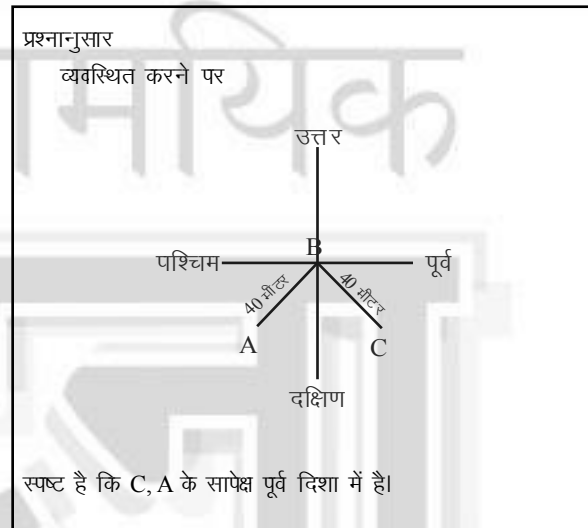 प्रश्नानुसार
व्यवस्थित करने पर
उत्तर
B
पश्चिम
पूर्व
40 मीटर
40 मीटर
A
C
दक्षिण
स्पष्ट है कि C, A के सापेक्ष पूर्व दिशा में है।